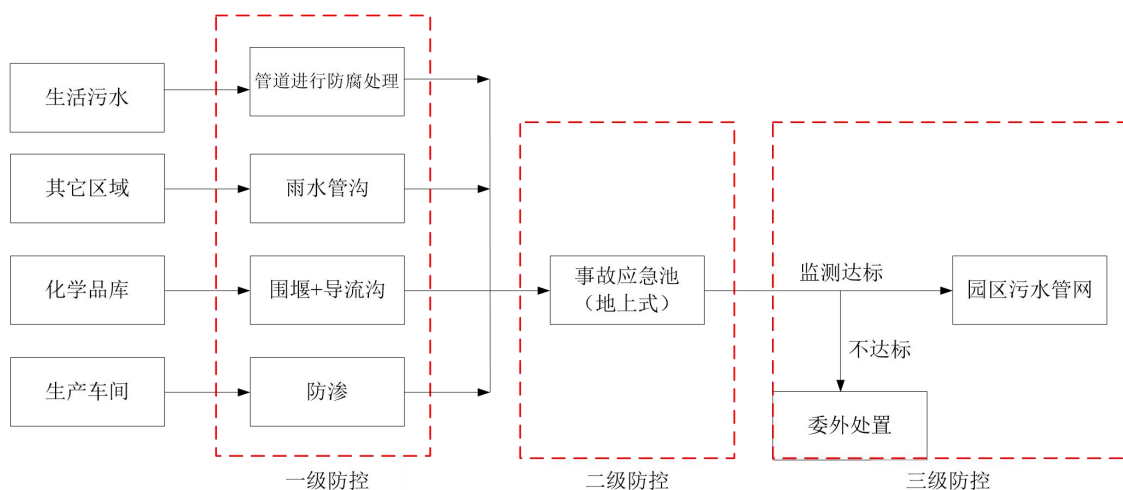 生活污水
管道进行防腐处理
其它区域
雨水管沟
化学品库
围堰+导流沟
事故应急池
（地上式）
监测达标
园区污水管网
不达标
生产车间
防渗
委外处置
一级防控
二级防控
三级防控